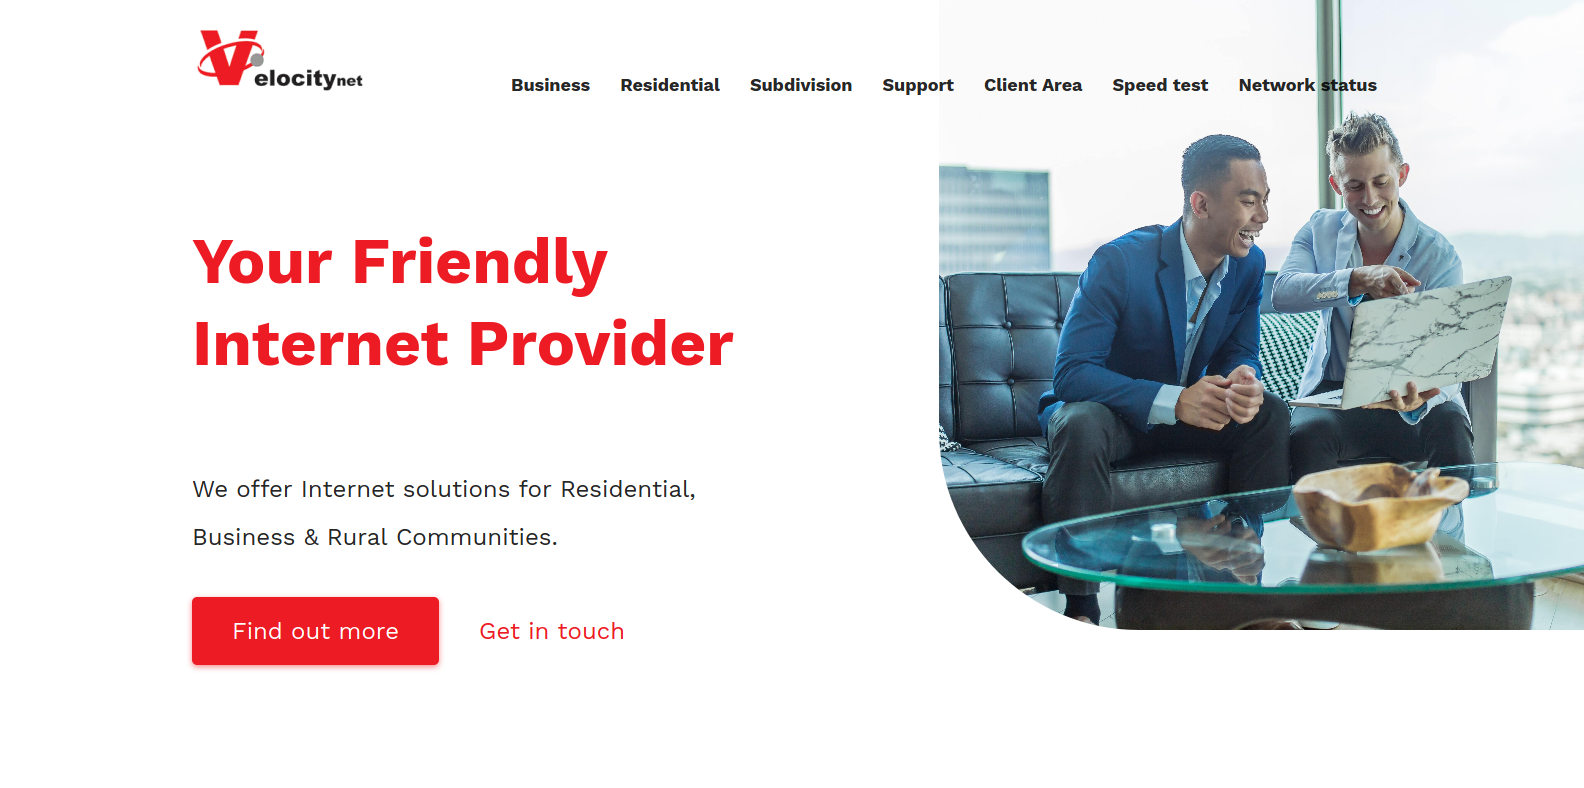 Velocitynet
Business Residential Subdivision Support Client Area Speed test Network status
Your Friendly
Internet Provider
We offer Internet solutions for Residential,
Business & Rural Communities.
Find out more Get in touch